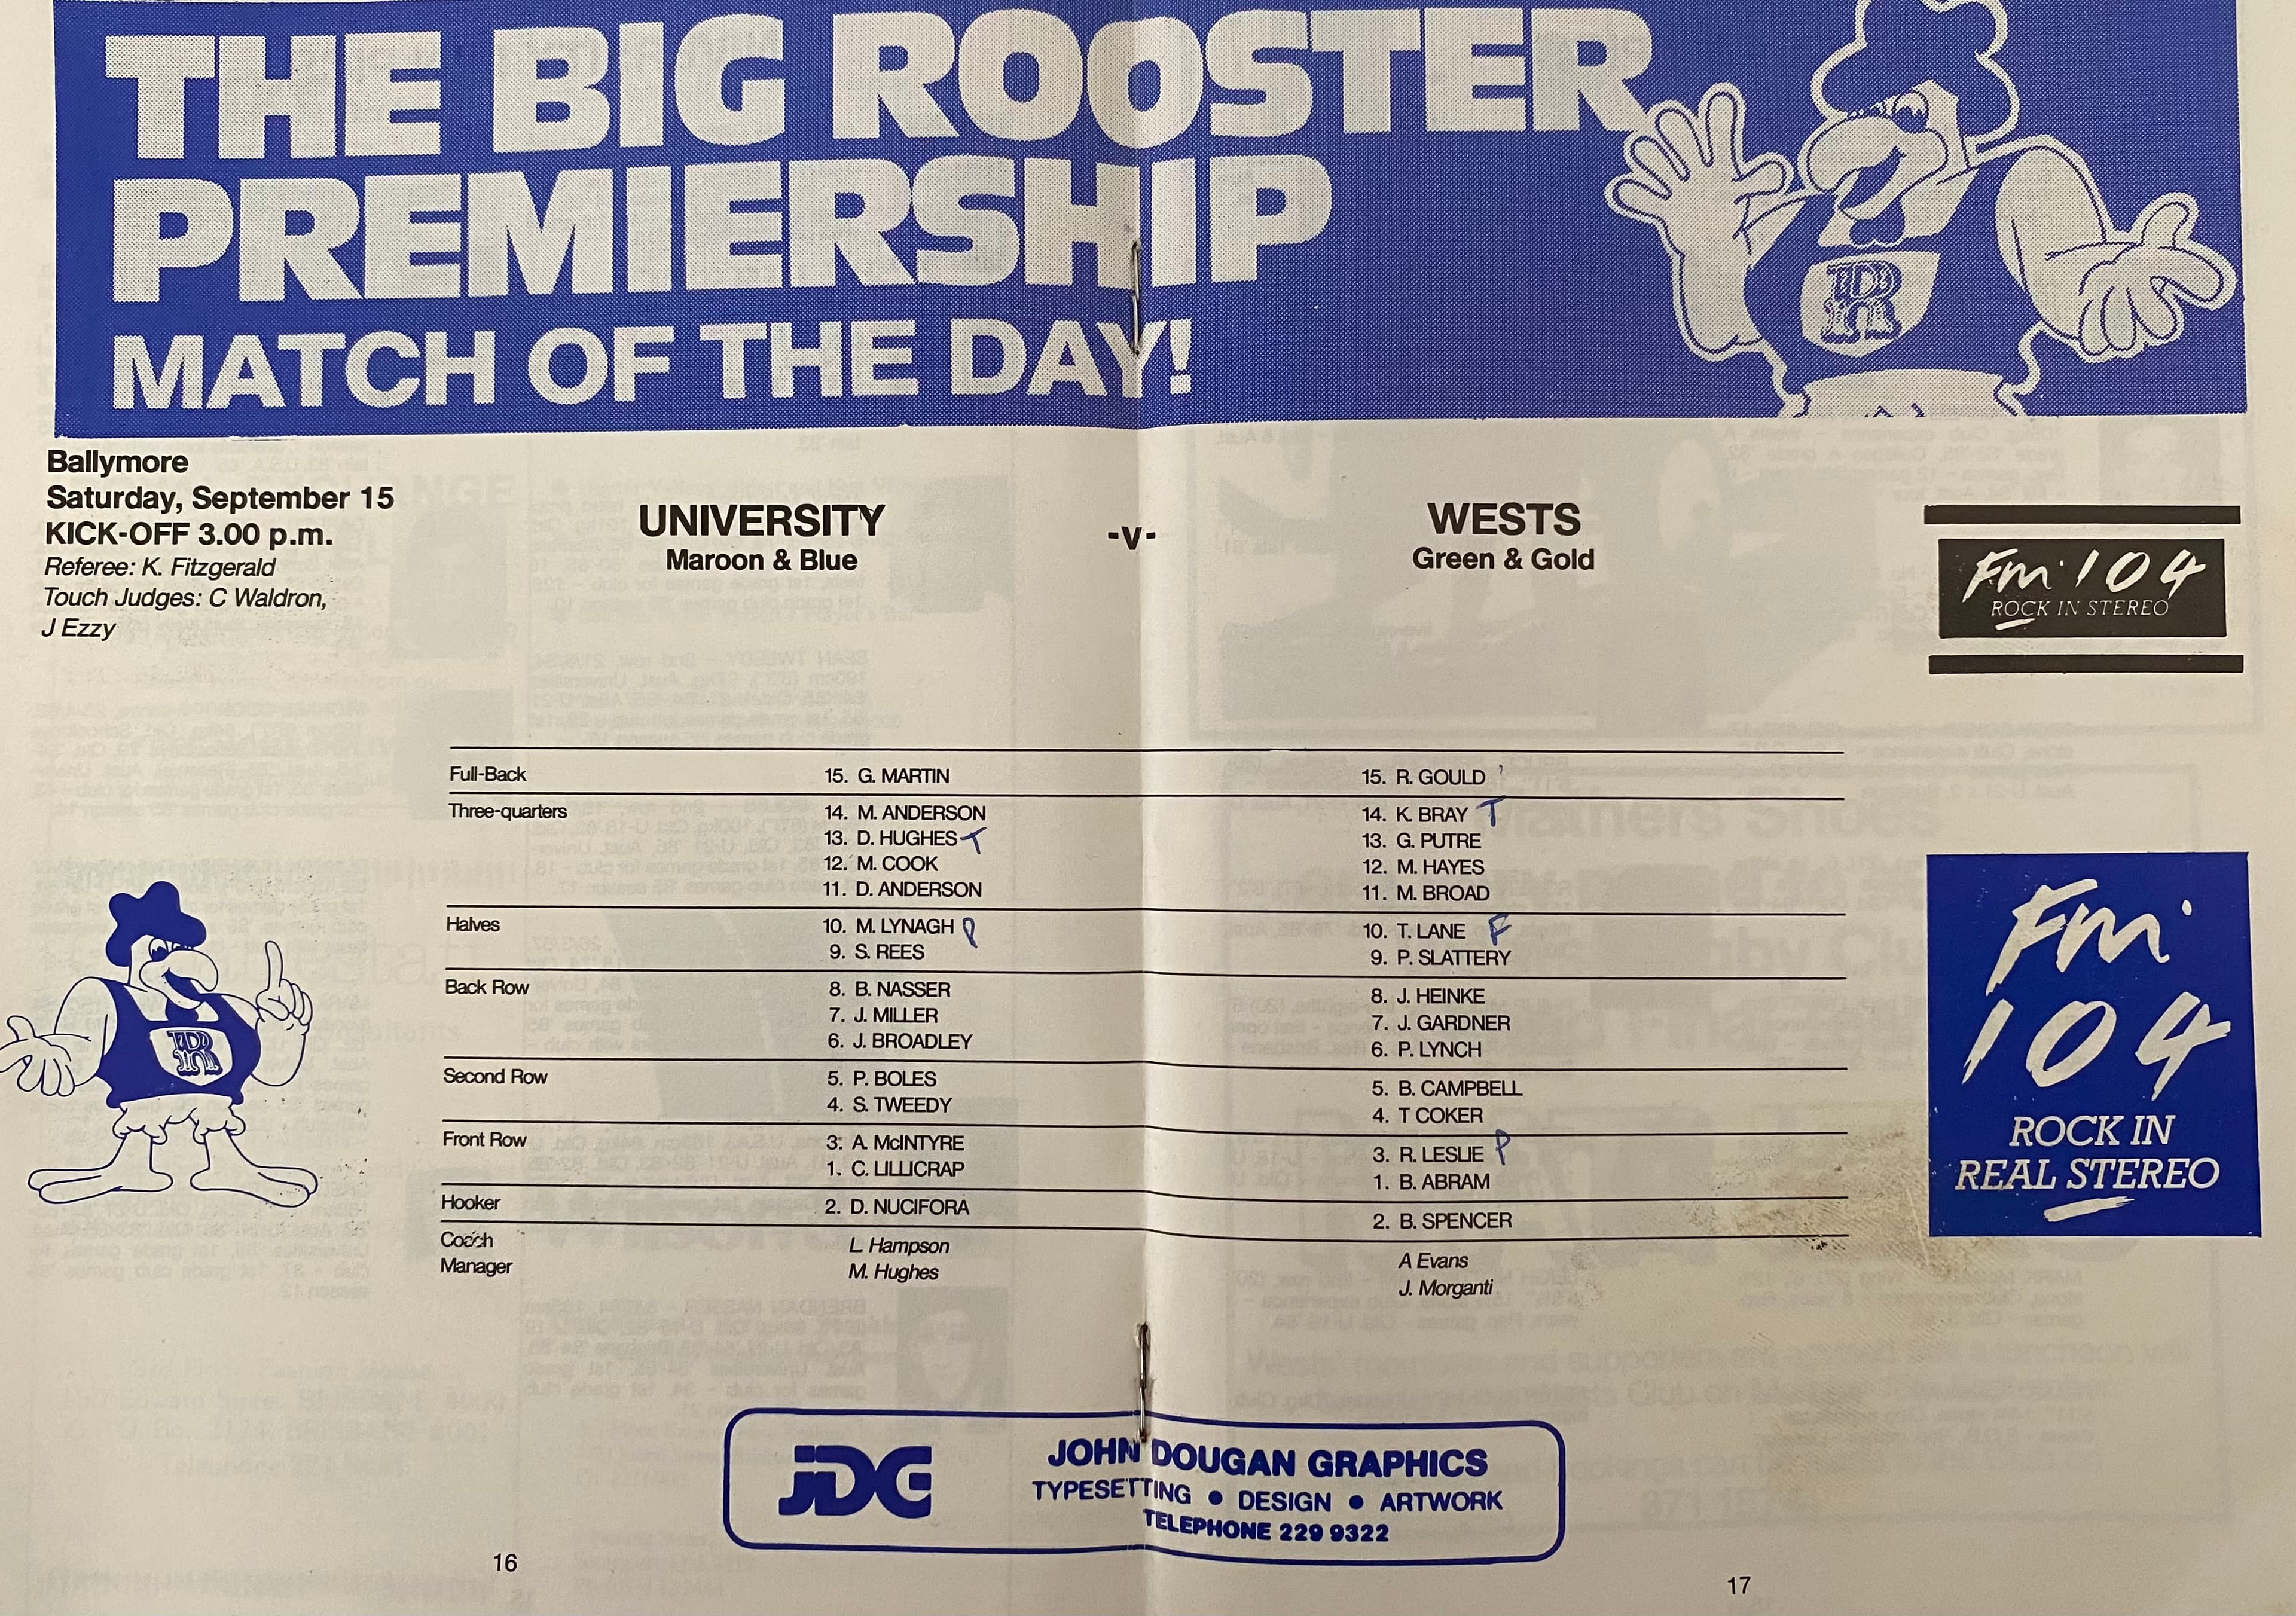 THE BIG ROOSTER
PREMIERSHIP
MATCH OF THE DAY!
R
Ballymore
Saturday, September 15
KICK-OFF 3.00 p.m.
Referee: K. Fitzgerald
Touch Judges: C Waldron,
J Ezzy
UNIVERSITY
Maroon & Blue
-v-
WESTS
Green & Gold
Fm 104
ROCK IN STEREO
Full-Back 15. G. MARTIN 15. R. GOULD
Three-quarters 14. M. ANDERSON 14. K. BRAY T
13. D. HUGHES T 13. G. PUTRE
12. M. COOK 12. M. HAYES
11. D. ANDERSON 11. M. BROAD
Halves 10. M. LYNAGH P 10. T. LANE F
9. S. REES 9. P. SLATTERY
Back Row 8. B. NASSER 8. J. HEINKE
7. J. MILLER 7. J. GARDNER
6. J. BROADLEY 6. P. LYNCH
Second Row 5. P. BOLES 5. B. CAMPBELL
4. S. TWEEDY 4. T COKER
Front Row 3. A. McINTYRE 3. R. LESLIE P
1. C. LILLICRAP 1. B. ABRAM
Hooker 2. D. NUCIFORA 2. B. SPENCER
Coach L. Hampson A Evans
Manager M. Hughes J. Morganti
R
Fm
104
ROCK IN
REAL STEREO
JDG
JOHN DOUGAN GRAPHICS
TYPESETTING • DESIGN • ARTWORK
TELEPHONE 229 9322
16
17